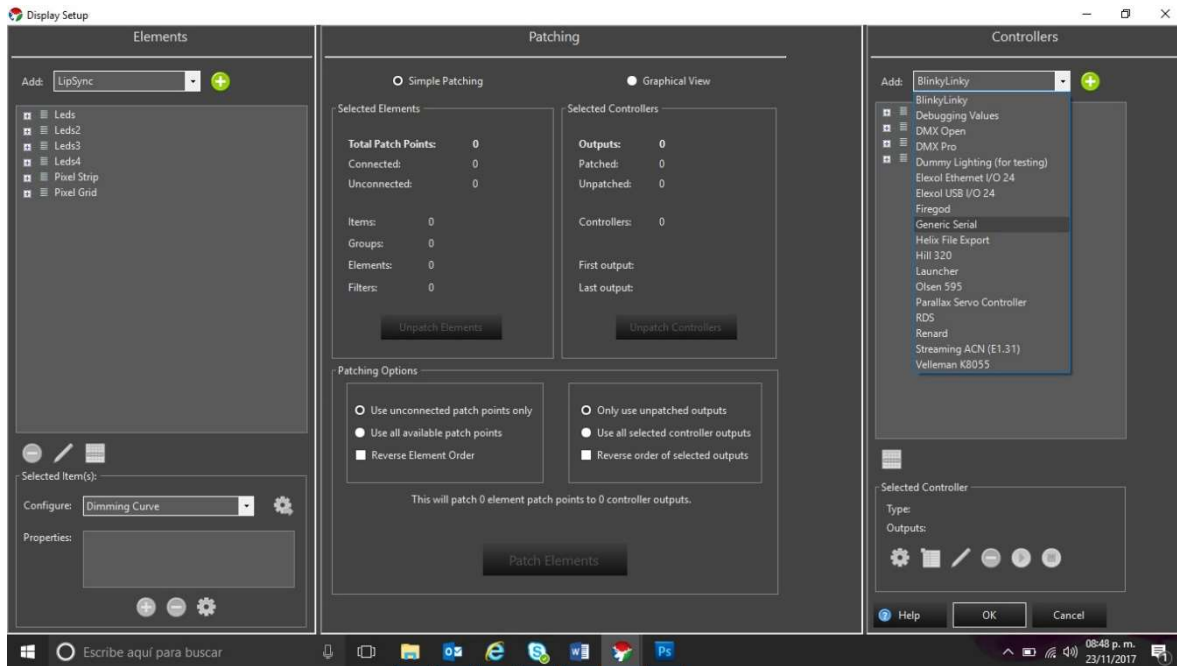 Display Setup
Elements
Add: LipSync
Leds
Leds2
Leds3
Leds4
Pixel Strip
Pixel Grid
Selected Item(s):
Configure: Dimming Curve
Properties:
Patching
Simple Patching
Graphical View
Selected Elements
Total Patch Points: 0
Connected: 0
Unconnected: 0
Items: 0
Groups: 0
Elements: 0
Filters: 0
Unpatch Elements
Selected Controllers
Outputs: 0
Patched: 0
Unpatched: 0
Controllers: 0
First output:
Last output:
Unpatch Controllers
Patching Options
Use unconnected patch points only
Use all available patch points
Reverse Element Order
Only use unpatched outputs
Use all selected controller outputs
Reverse order of selected outputs
This will patch 0 element patch points to 0 controller outputs.
Patch Elements
Controllers
Add: BlinkyLinky
BlinkyLinky
Debugging Values
DMX Open
DMX Pro
Dummy Lighting (for testing)
Elexol Ethernet I/O 24
Elexol USB I/O 24
Firegod
Generic Serial
Helix File Export
Hill 320
Launcher
Olsen 595
Parallax Servo Controller
RDS
Renard
Streaming ACN (E1.31)
Velleman K8055
Selected Controller
Type:
Outputs:
Help
OK
Cancel
Escribe aquí para buscar
Ps
08:48 p. m.
23/11/2017